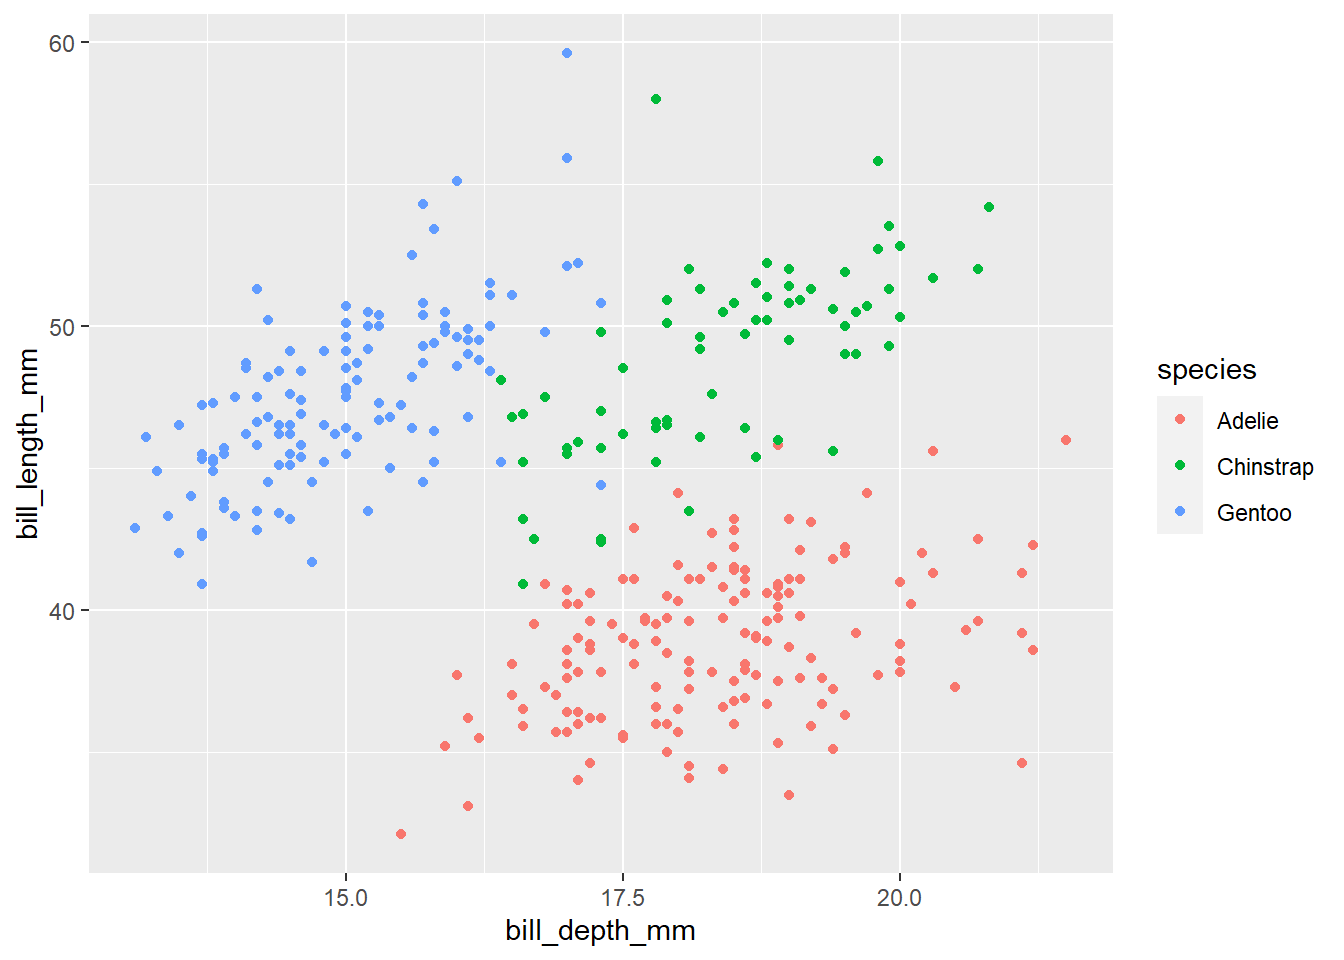 60
50
40
bill_length_mm
15.0
17.5
20.0
bill_depth_mm
species
Adelie
Chinstrap
Gentoo